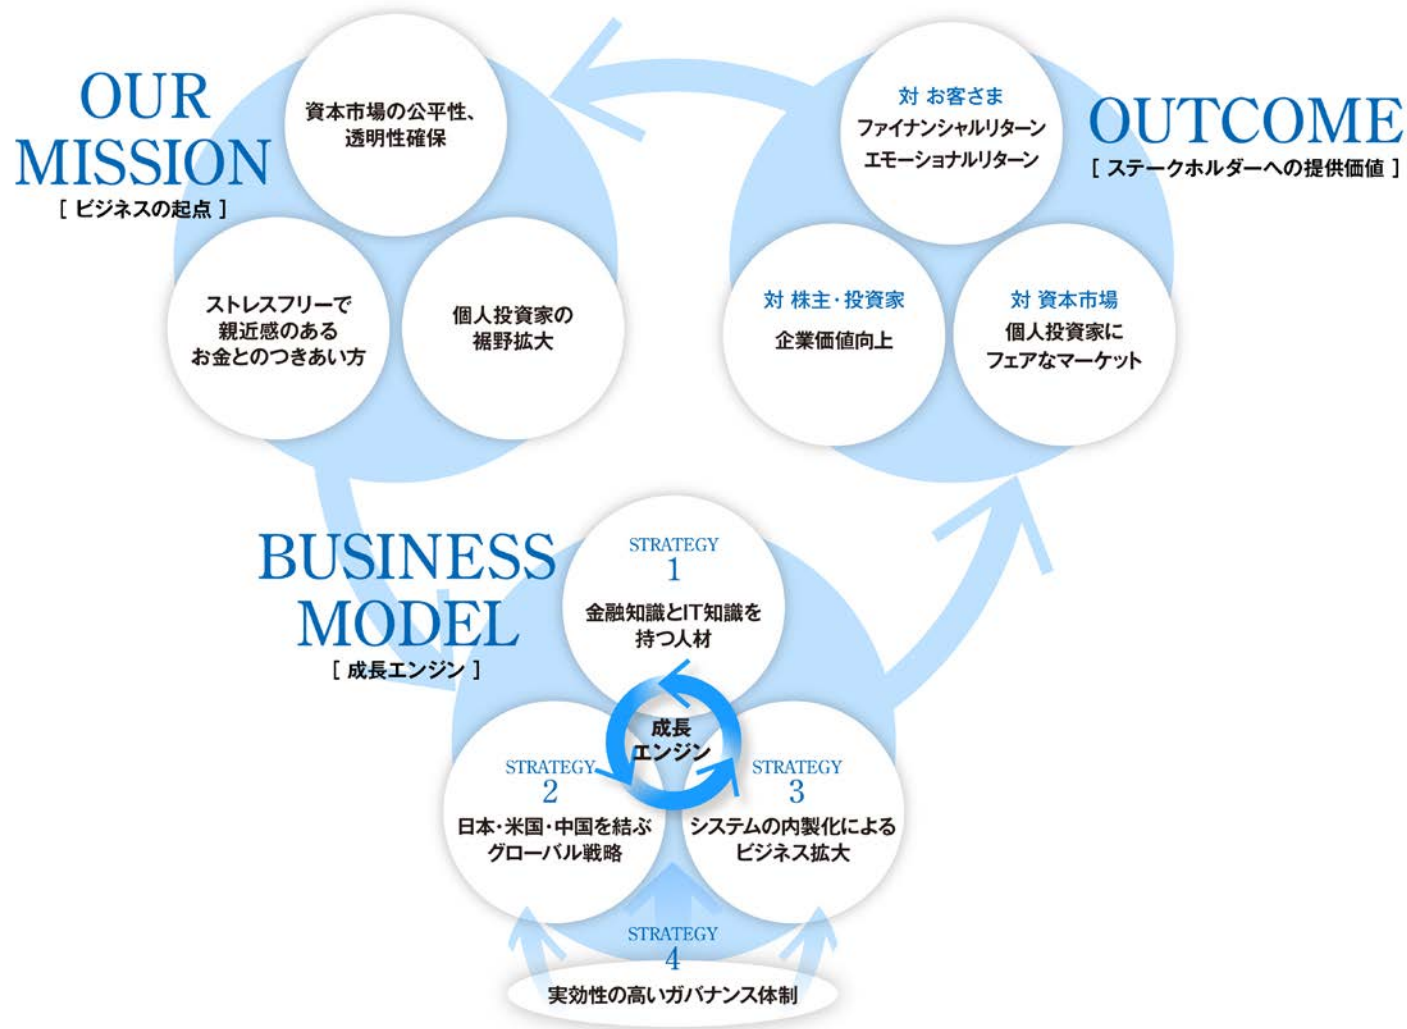 OUR
MISSION
[ ビジネスの起点 ]
資本市場の公平性、
透明性確保
ストレスフリーで
親近感のある
お金とのつきあい方
個人投資家の
裾野拡大
OUTCOME
[ ステークホルダーへの提供価値 ]
対 お客さま
ファイナンシャルリターン
エモーショナルリターン
対 株主・投資家
企業価値向上
対 資本市場
個人投資家に
フェアなマーケット
BUSINESS
MODEL
[ 成長エンジン ]
STRATEGY
1
金融知識とIT知識を
持つ人材
成長
エンジン
STRATEGY
2
日本・米国・中国を結ぶ
グローバル戦略
STRATEGY
3
システムの内製化による
ビジネス拡大
STRATEGY
4
実効性の高いガバナンス体制